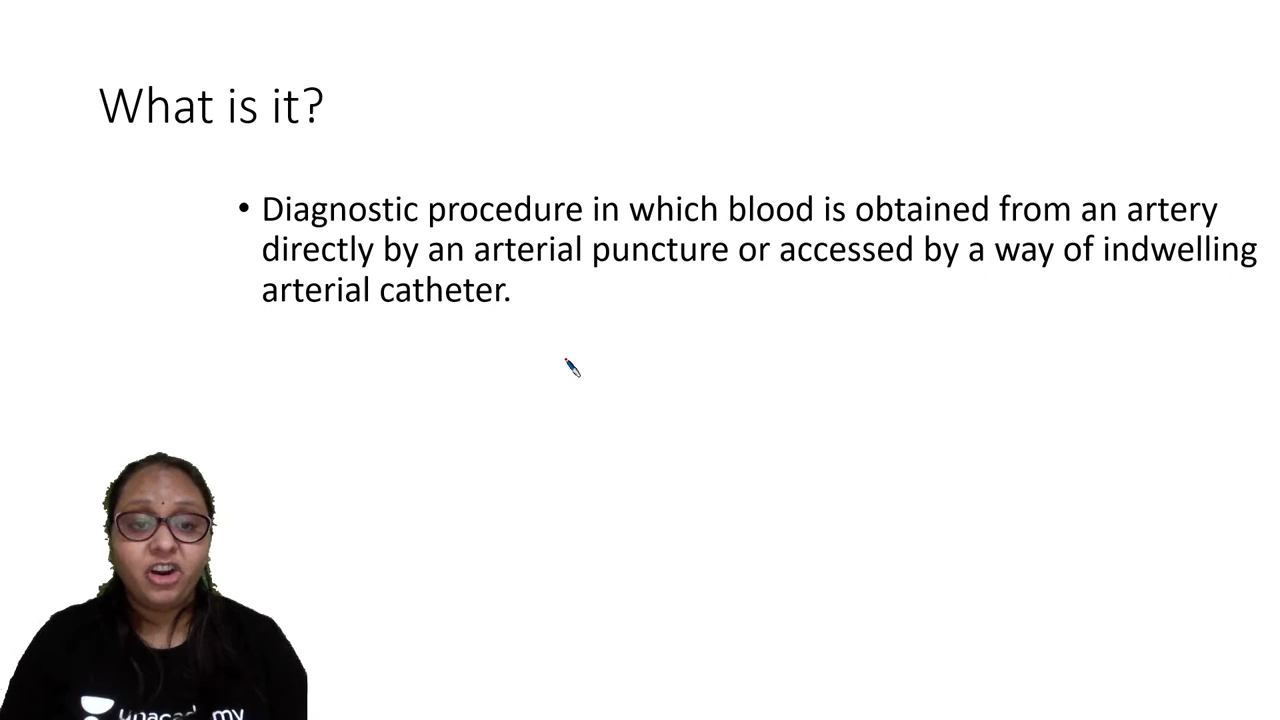 What is it?
• Diagnostic procedure in which blood is obtained from an artery
directly by an arterial puncture or accessed by a way of indwelling
arterial catheter.